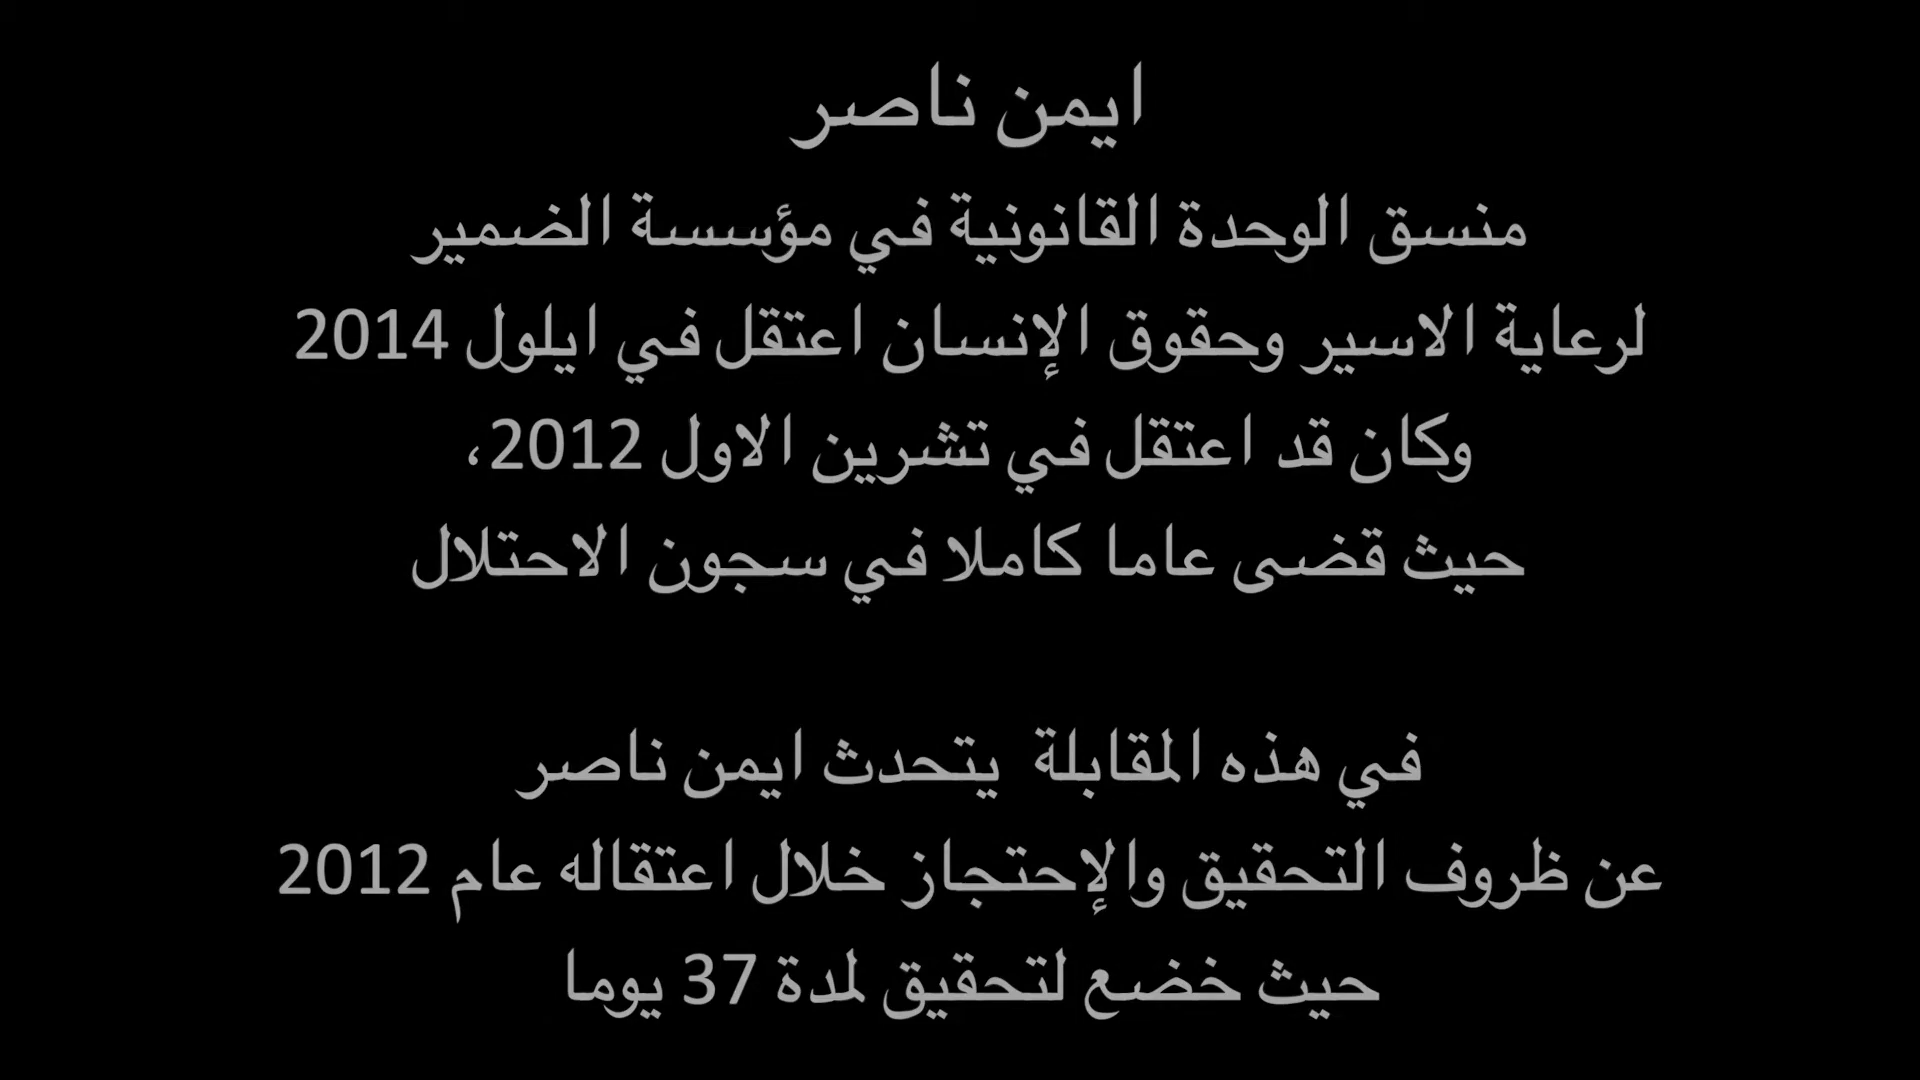 ايمن ناصر
منسق الوحدة القانونية في مؤسسة الضمير
لرعاية الاسير وحقوق الإنسان اعتقل في ايلول 2014
وكان قد اعتقل في تشرين الاول 2012،
حيث قضى عاما كاملا في سجون الاحتلال
في هذه المقابلة يتحدث ايمن ناصر
عن ظروف التحقيق والإحتجاز خلال اعتقاله عام 2012
حيث خضع لتحقيق لمدة 37 يوما